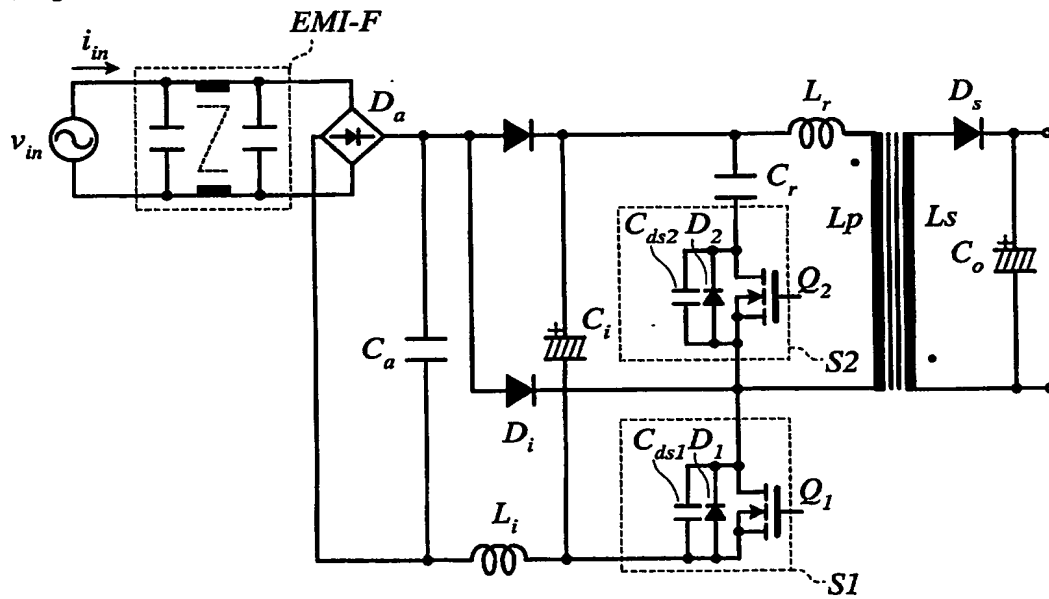 EMI-F
i_in
D_a
L_r
D_s
v_in
C_r
C_ds2
D_2
Lp
Ls
C_o
Q_2
C_i
C_a
S2
D_i
C_ds1
D_1
Q_1
L_i
S1